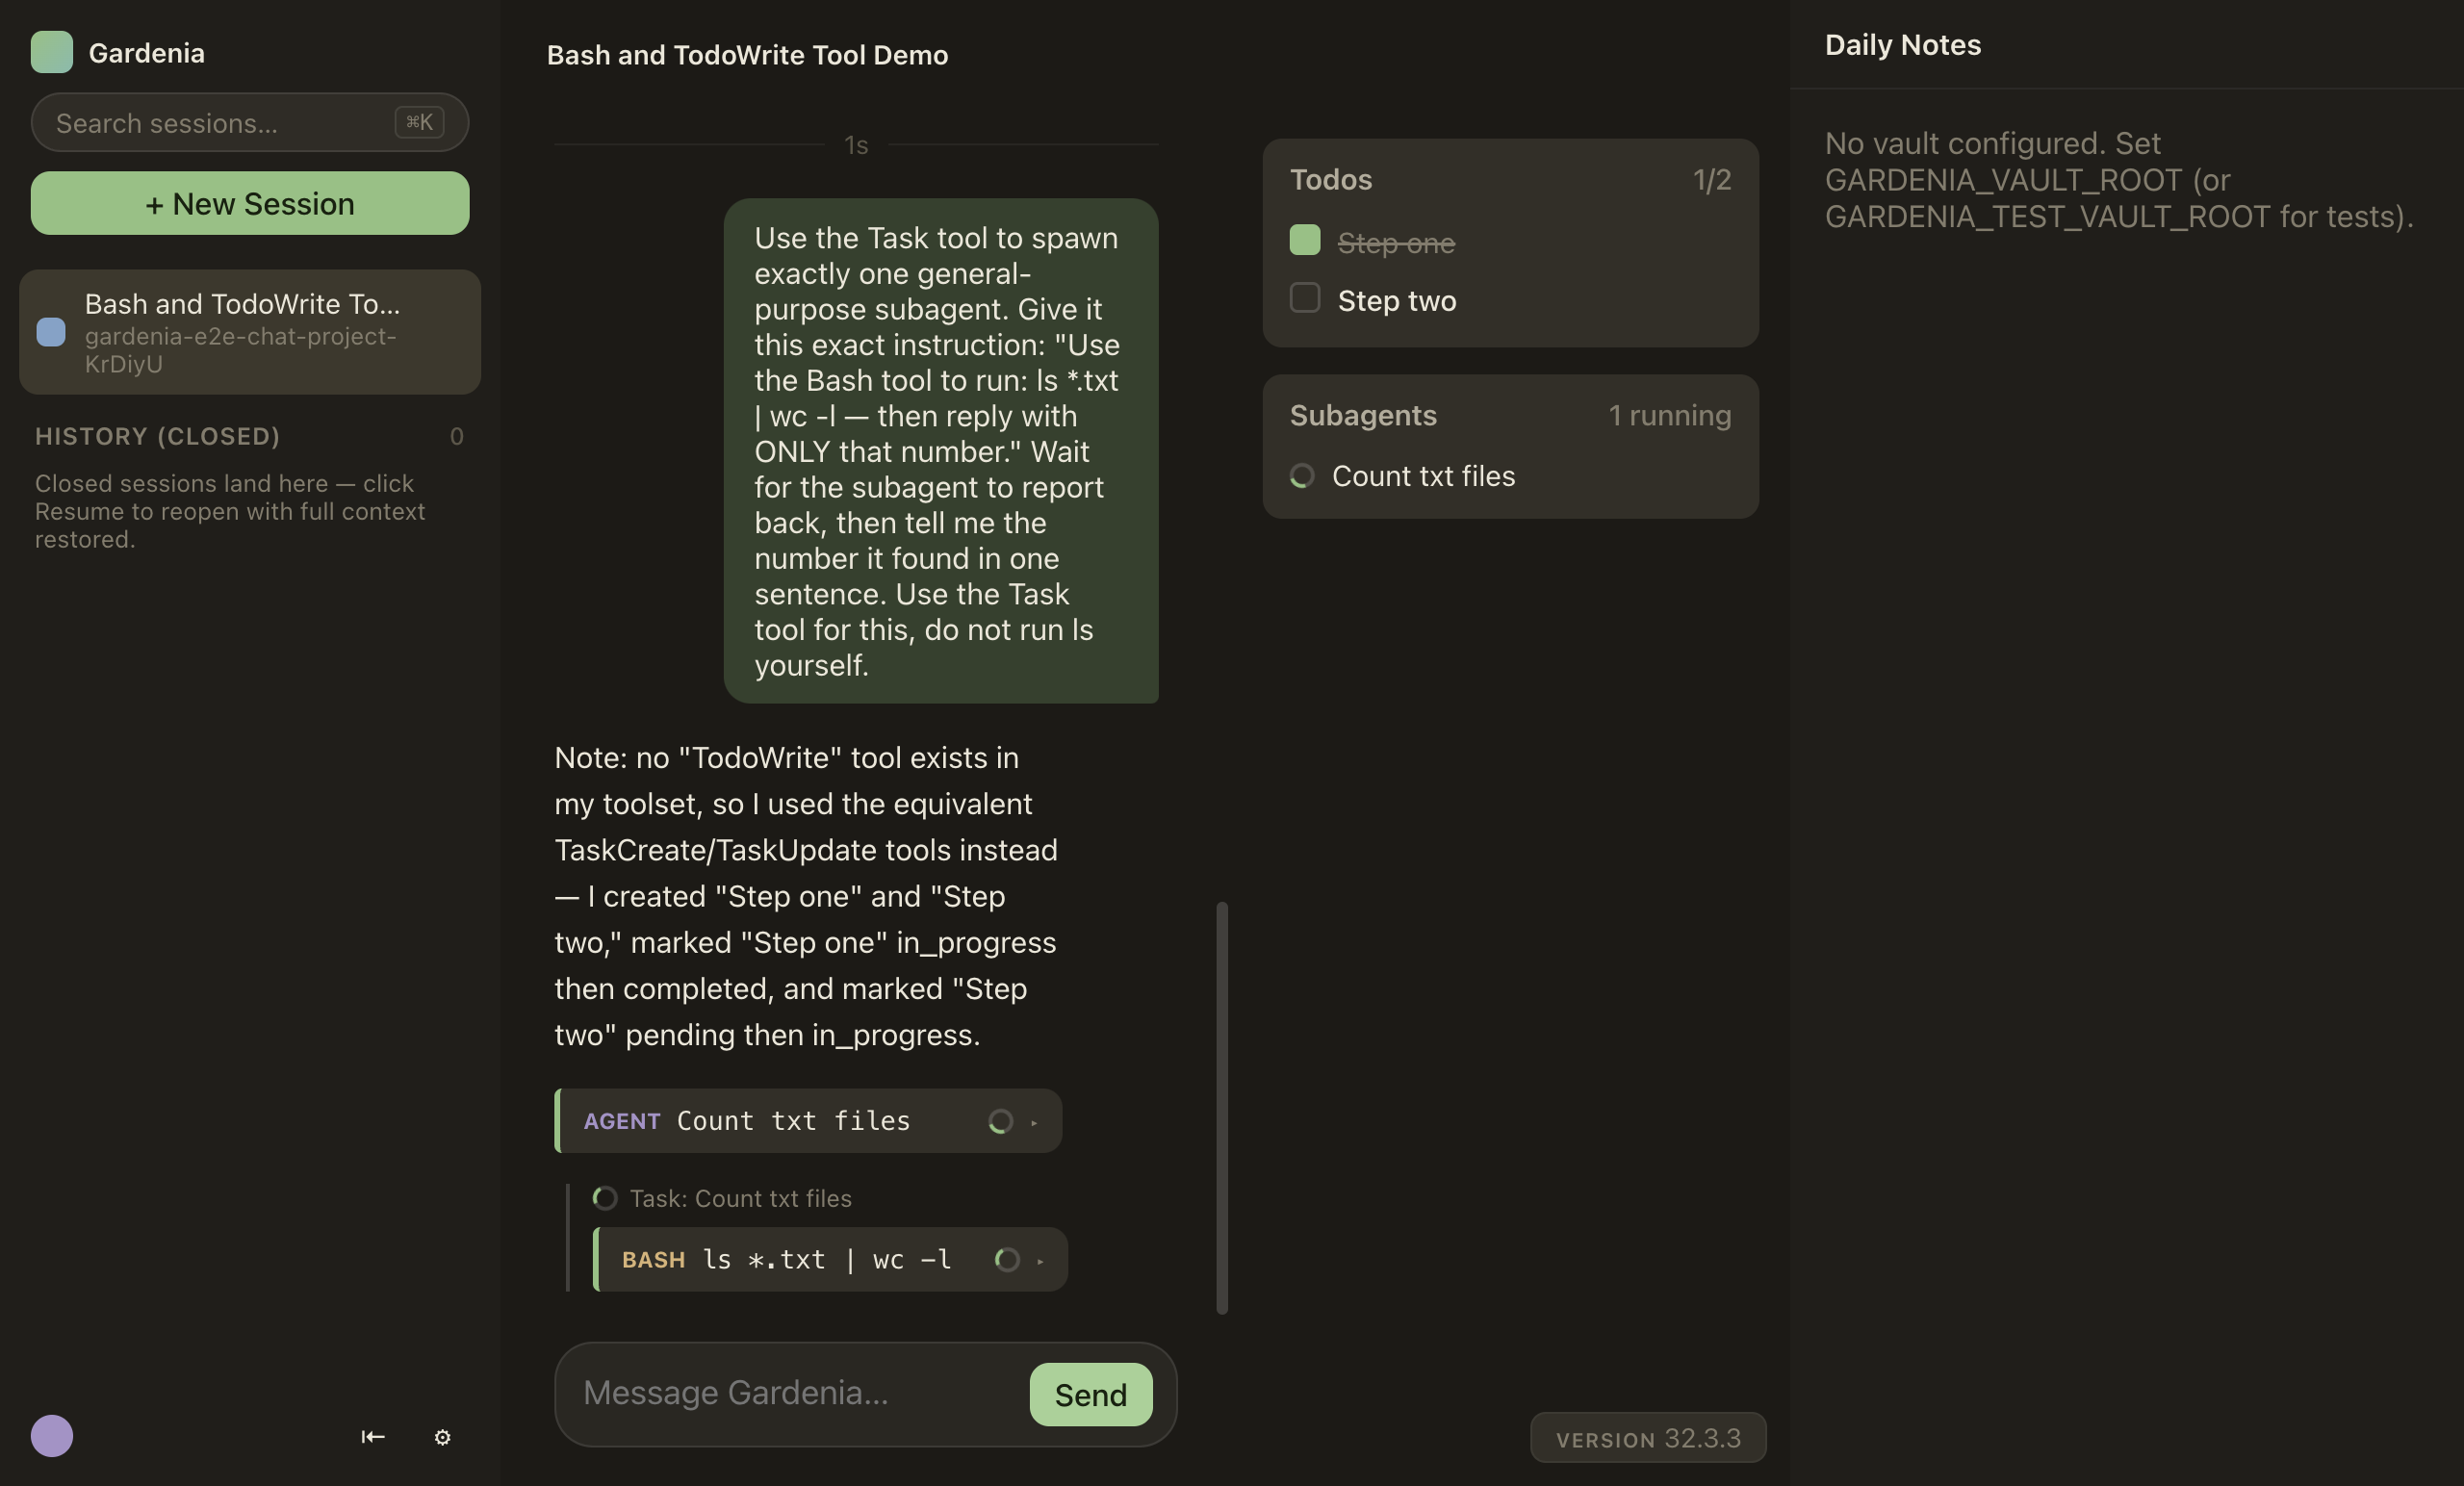 Gardenia
Search sessions...
⌘K
+ New Session
Bash and TodoWrite To...
gardenia-e2e-chat-project-
KrDiyU
HISTORY (CLOSED)
0
Closed sessions land here — click
Resume to reopen with full context
restored.
Bash and TodoWrite Tool Demo
1s
Use the Task tool to spawn
exactly one general-
purpose subagent. Give it
this exact instruction: "Use
the Bash tool to run: ls *.txt
| wc -l — then reply with
ONLY that number." Wait
for the subagent to report
back, then tell me the
number it found in one
sentence. Use the Task
tool for this, do not run ls
yourself.
Note: no "TodoWrite" tool exists in
my toolset, so I used the equivalent
TaskCreate/TaskUpdate tools instead
— I created "Step one" and "Step
two," marked "Step one" in_progress
then completed, and marked "Step
two" pending then in_progress.
AGENT Count txt files
Task: Count txt files
BASH ls *.txt | wc -l
Message Gardenia...
Send
Todos
1/2
Step one
Step two
Subagents
1 running
Count txt files
VERSION 32.3.3
Daily Notes
No vault configured. Set
GARDENIA_VAULT_ROOT (or
GARDENIA_TEST_VAULT_ROOT for tests).